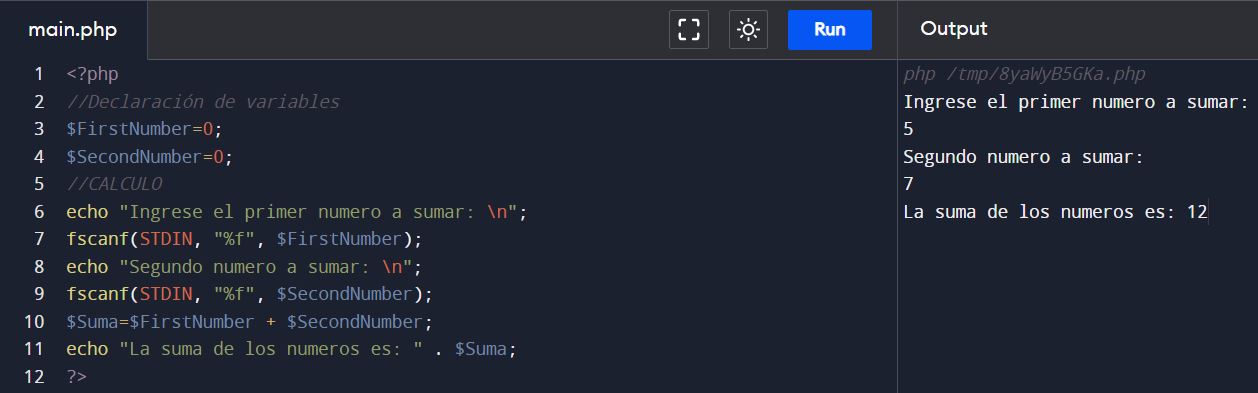 main.php
Run
Output
1 <?php
2 //Declaración de variables
3 $FirstNumber=0;
4 $SecondNumber=0;
5 //CALCULO
6 echo "Ingrese el primer numero a sumar: \n";
7 fscanf(STDIN, "%f", $FirstNumber);
8 echo "Segundo numero a sumar: \n";
9 fscanf(STDIN, "%f", $SecondNumber);
10 $Suma=$FirstNumber + $SecondNumber;
11 echo "La suma de los numeros es: " . $Suma;
12 ?>
php /tmp/8yaWyB5GKa.php
Ingrese el primer numero a sumar:
5
Segundo numero a sumar:
7
La suma de los numeros es: 12